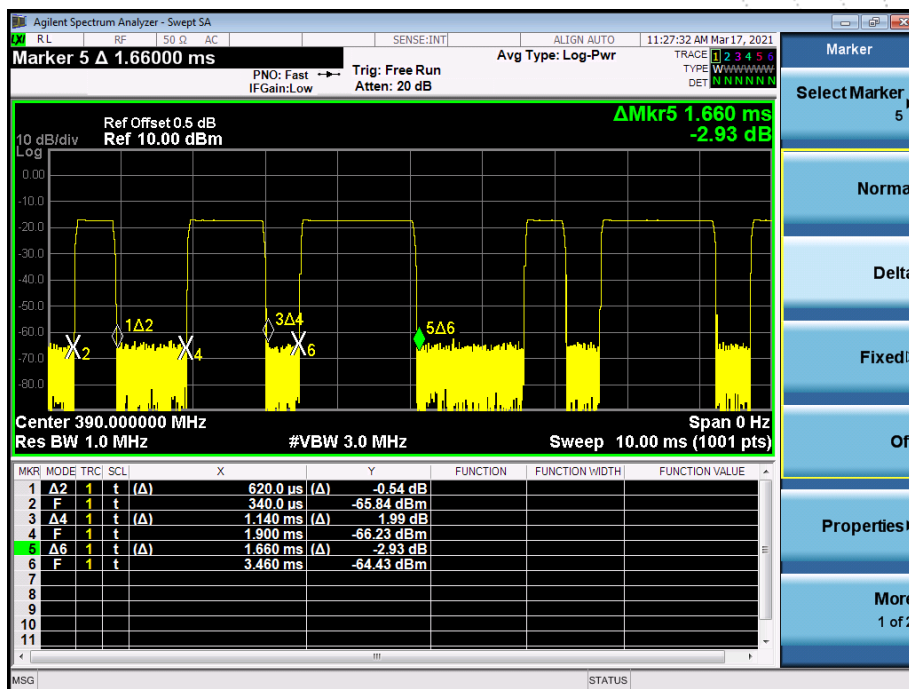 Agilent Spectrum Analyzer - Swept SA
LXI RL RF 50 Ω AC SENSE:INT ALIGN AUTO 11:27:32 AM Mar 17, 2021
Marker 5 Δ 1.66000 ms
PNO: Fast
IFGain:Low
Trig: Free Run
Atten: 20 dB
Avg Type: Log-Pwr
TRACE 1 2 3 4 5 6
TYPE WWWWWW
DET N N N N N N
ΔMkr5 1.660 ms
-2.93 dB
Ref Offset 0.5 dB
10 dB/div Ref 10.00 dBm
Log
0.00
-10.0
-20.0
-30.0
-40.0
-50.0
-60.0
-70.0
-80.0
1Δ2
3Δ4
5Δ6
2
4
6
Center 390.000000 MHz Span 0 Hz
Res BW 1.0 MHz #VBW 3.0 MHz Sweep 10.00 ms (1001 pts)
MKR MODE TRC SCL X Y FUNCTION FUNCTION WIDTH FUNCTION VALUE
1 Δ2 1 t (Δ) 620.0 µs (Δ) -0.54 dB
2 F 1 t 340.0 µs -65.84 dBm
3 Δ4 1 t (Δ) 1.140 ms (Δ) 1.99 dB
4 F 1 t 1.900 ms -66.23 dBm
5 Δ6 1 t (Δ) 1.660 ms (Δ) -2.93 dB
6 F 1 t 3.460 ms -64.43 dBm
7
8
9
10
11
MSG STATUS
Marker
Select Marker
5
Norma
Delta
Fixed
Of
Properties
More
1 of 2